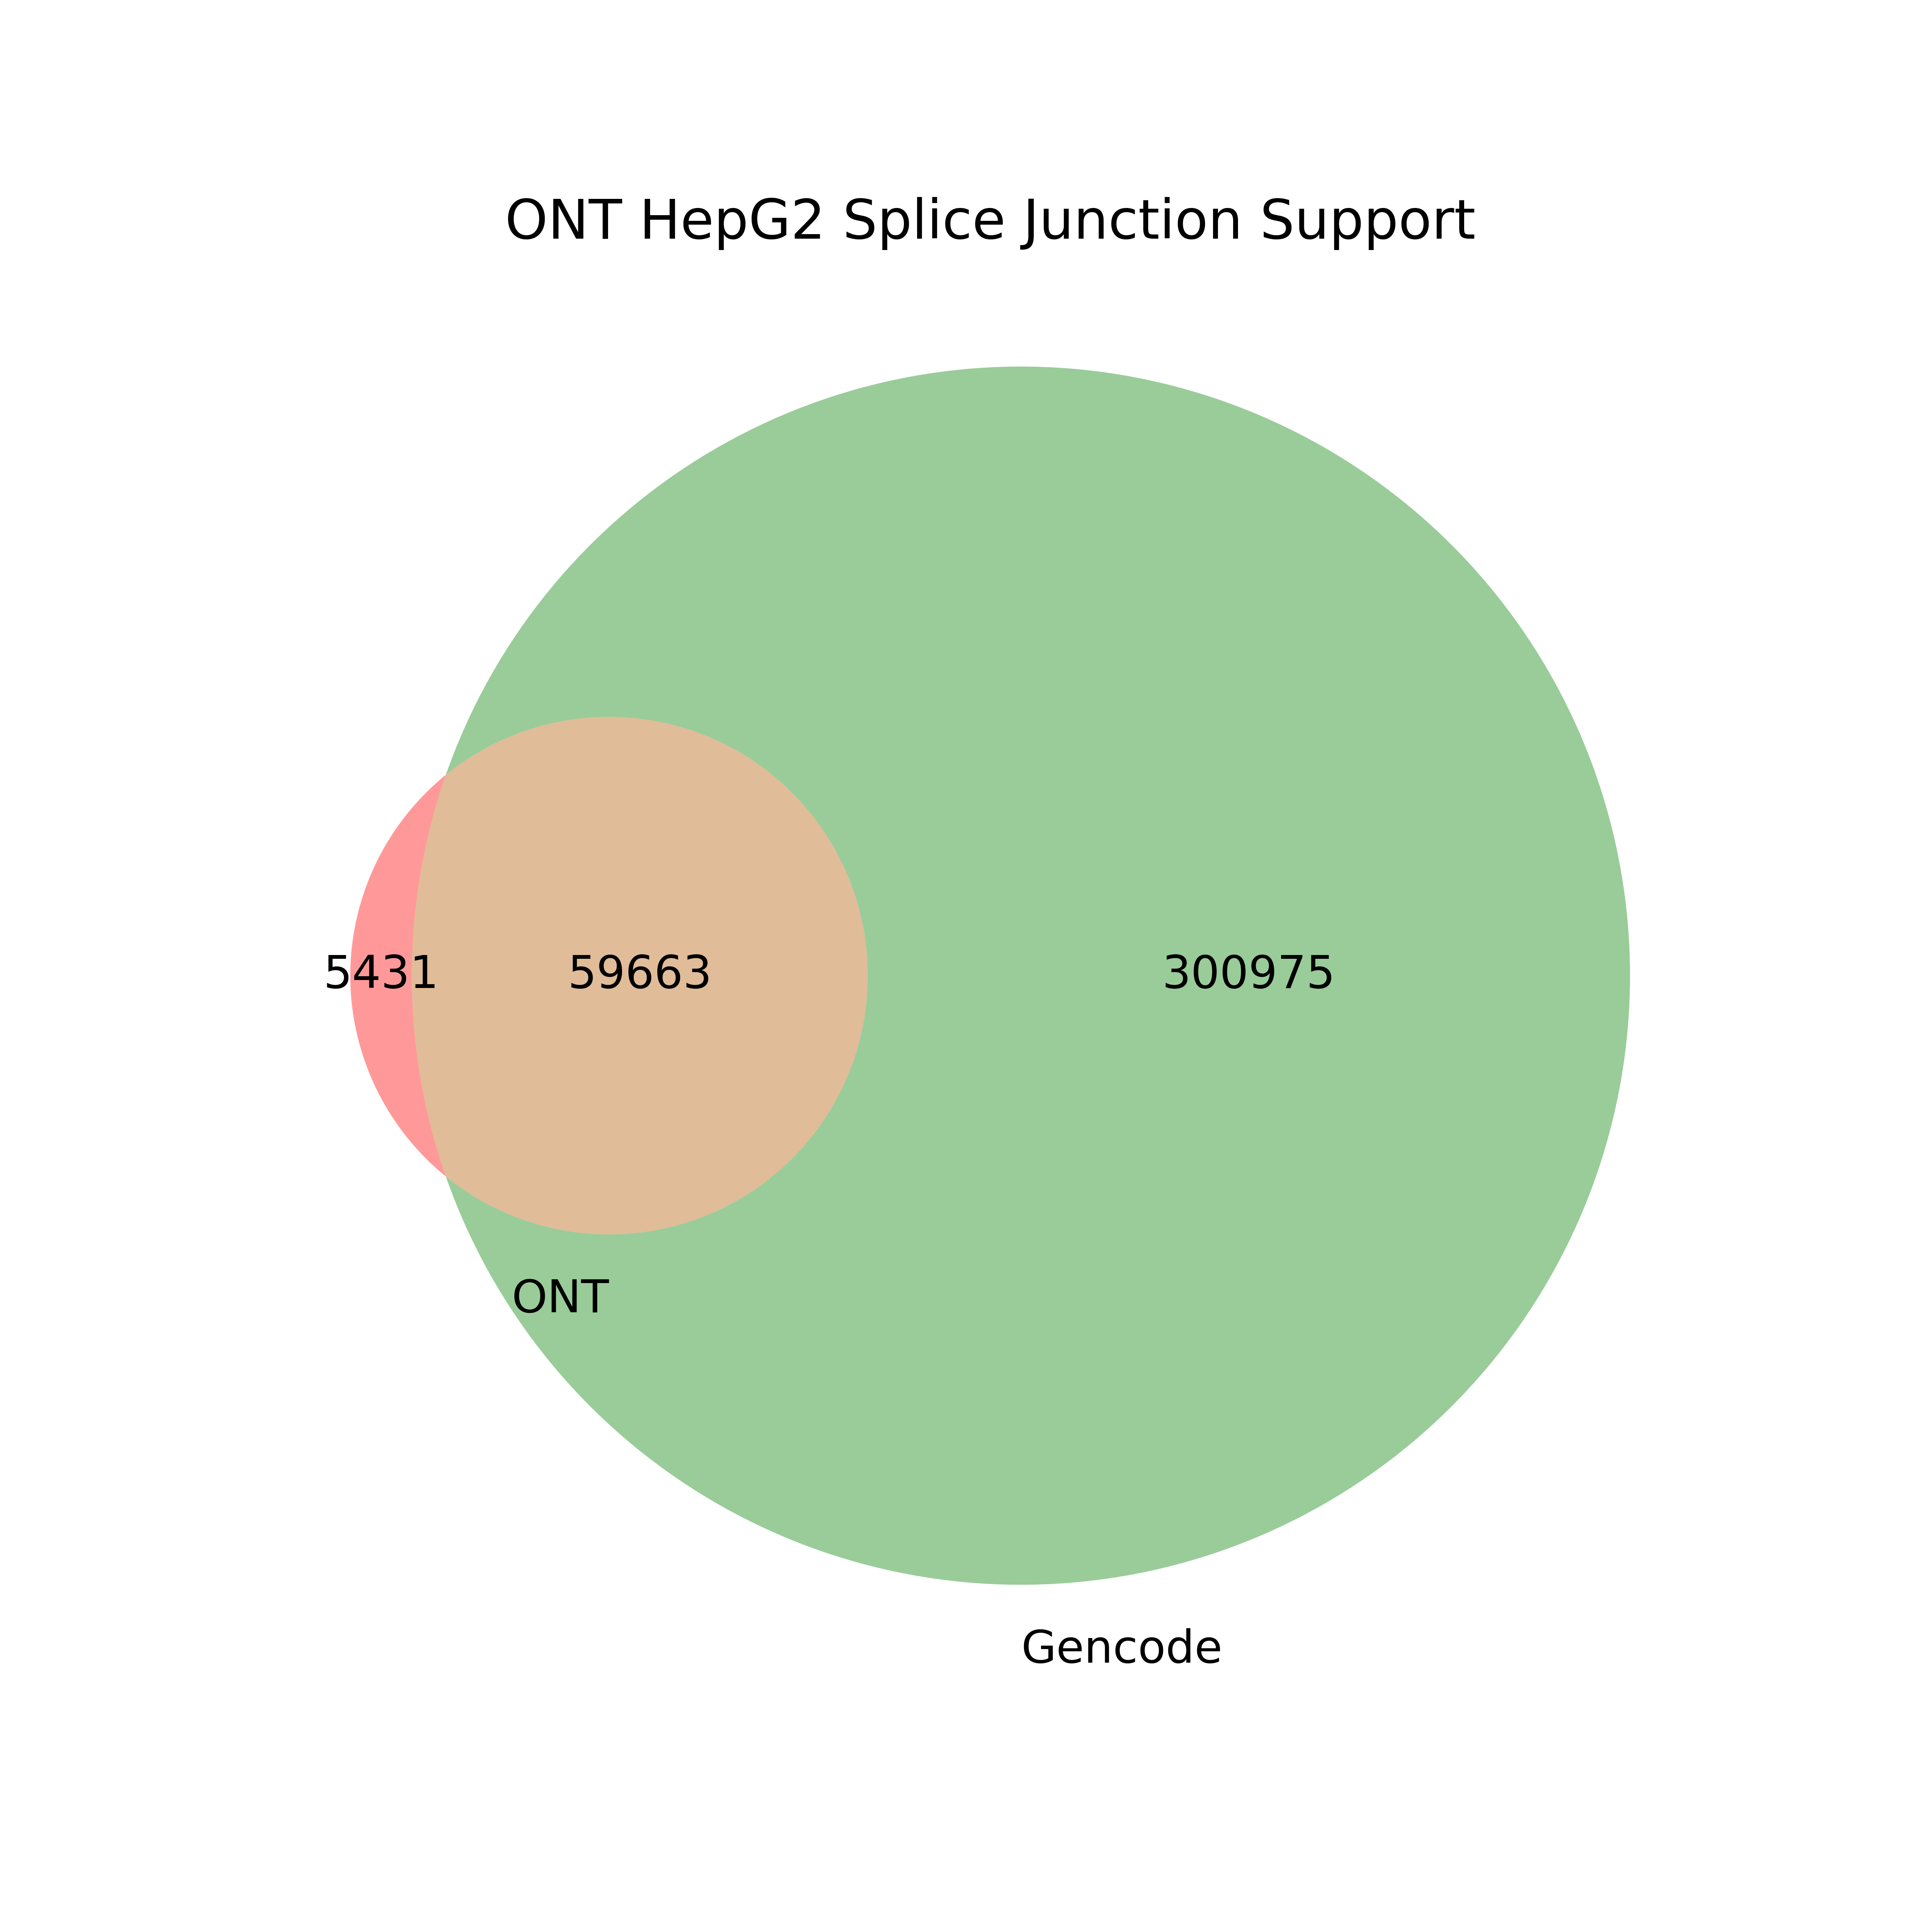 ONT HepG2 Splice Junction Support
5431
59663
300975
ONT
Gencode